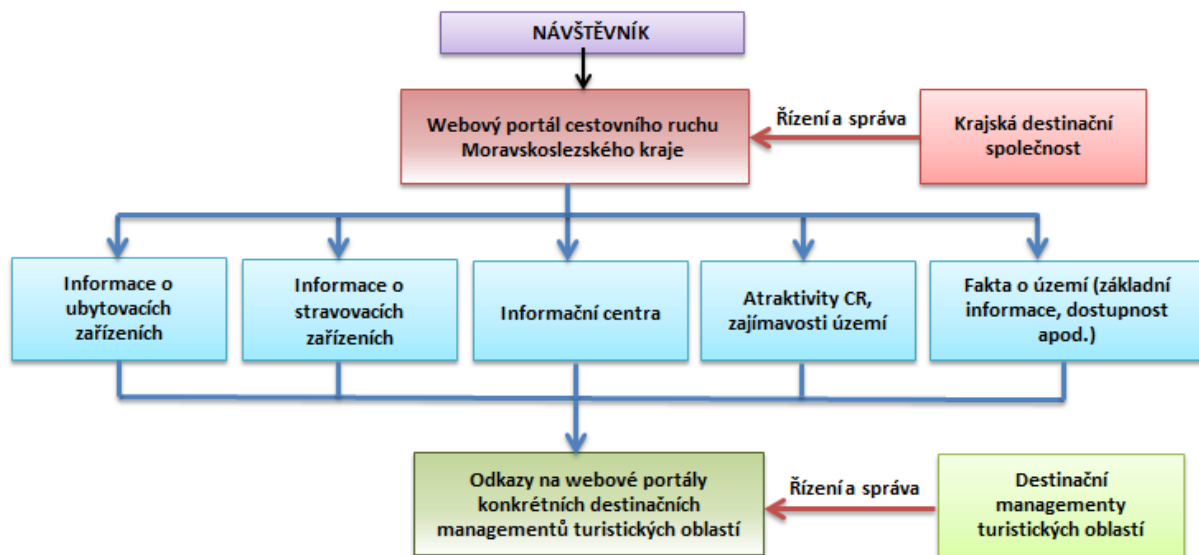 NÁVŠTĚVNÍK
Webový portál cestovního ruchu
Moravskoslezského kraje
Řízení a správa
Krajská destinační
společnost
Informace o
ubytovacích
zařízeních
Informace o
stravovacích
zařízeních
Informační centra
Atraktivity CR,
zajímavosti území
Fakta o území (základní
informace, dostupnost
apod.)
Odkazy na webové portály
konkrétních destinačních
managementů turistických oblastí
Řízení a správa
Destinační
managementy
turistických oblastí